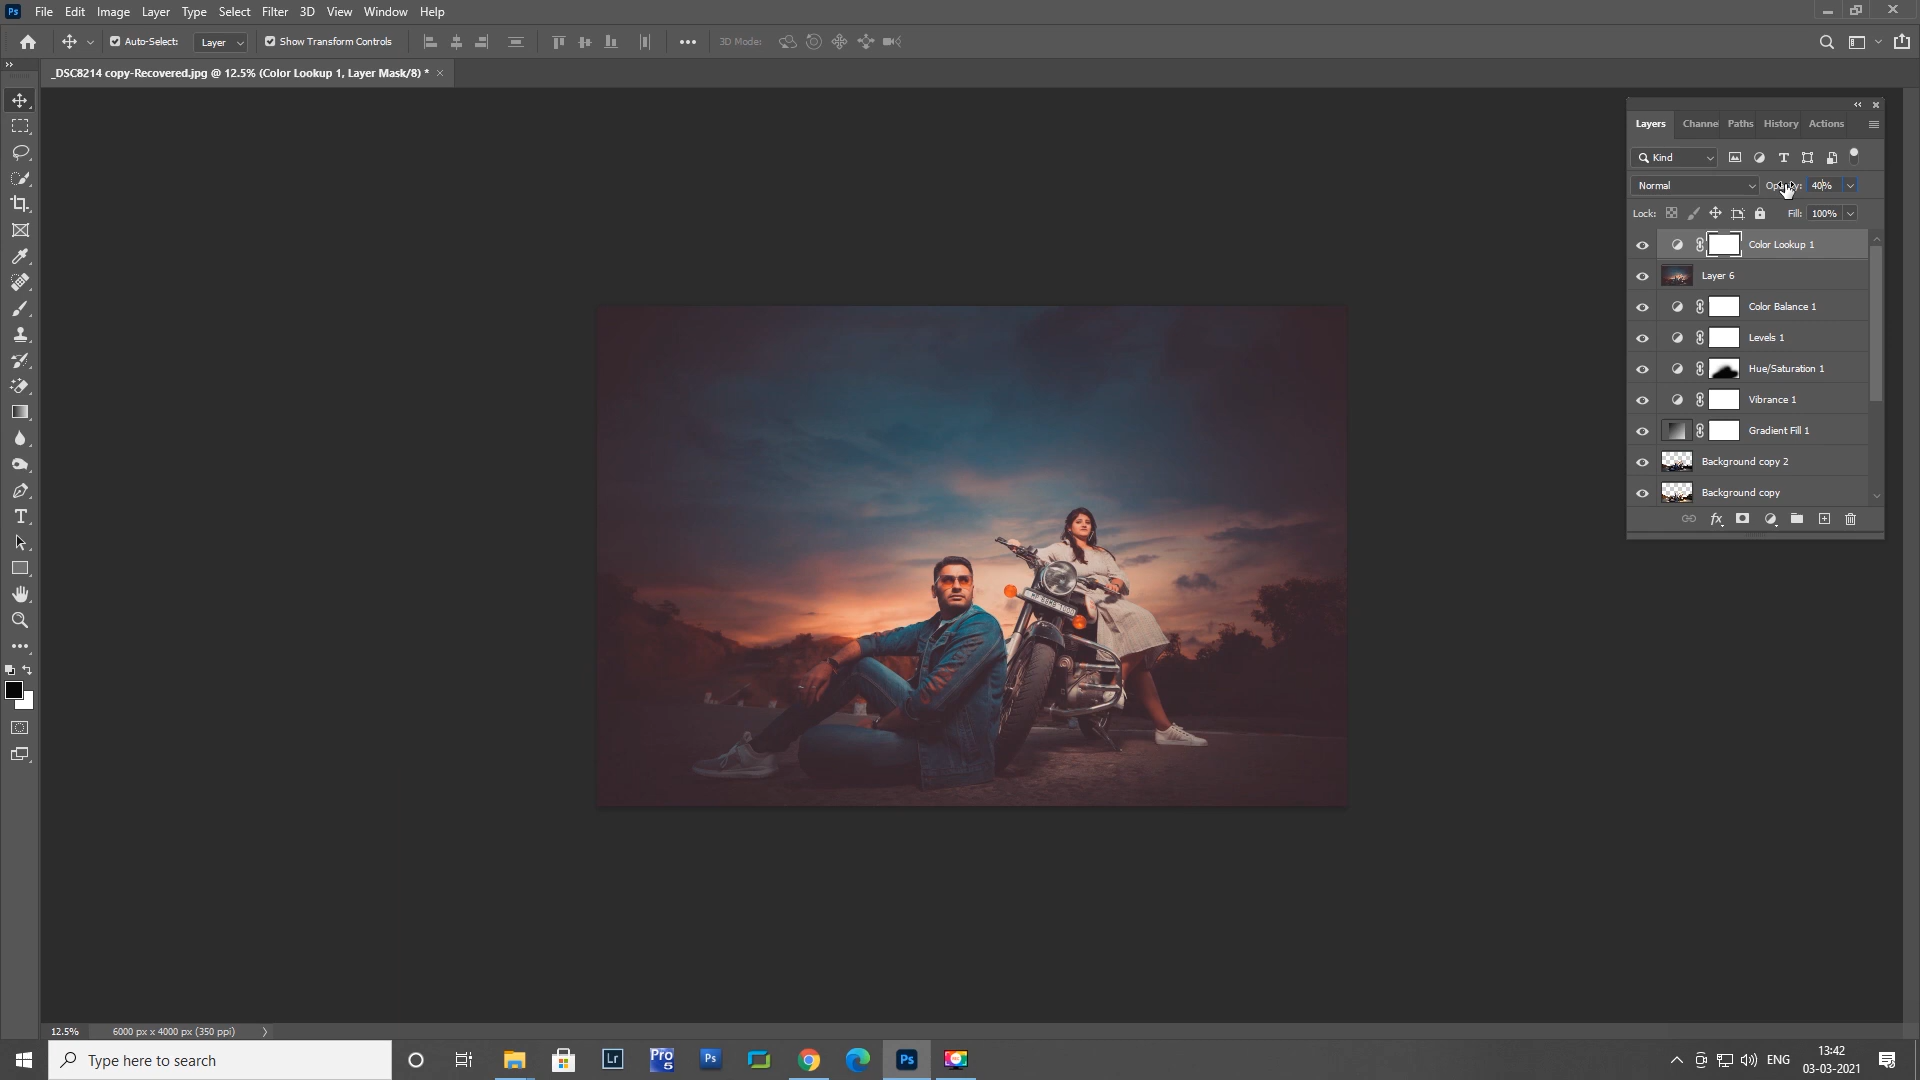 Ps File Edit Image Layer Type Select Filter 3D View Window Help
Auto-Select: Layer Show Transform Controls 3D Mode:
_DSC8214 copy-Recovered.jpg @ 12.5% (Color Lookup 1, Layer Mask/8) *
Layers Channe Paths History Actions
Kind
Normal 40%
Lock: Fill: 100%
Color Lookup 1
Layer 6
Color Balance 1
Levels 1
Hue/Saturation 1
Vibrance 1
Gradient Fill 1
Background copy 2
Background copy
fx
12.5% 6000 px x 4000 px (350 ppi)
Type here to search
Lr Pro 5 Ps Ps
ENG
13:42
03-03-2021